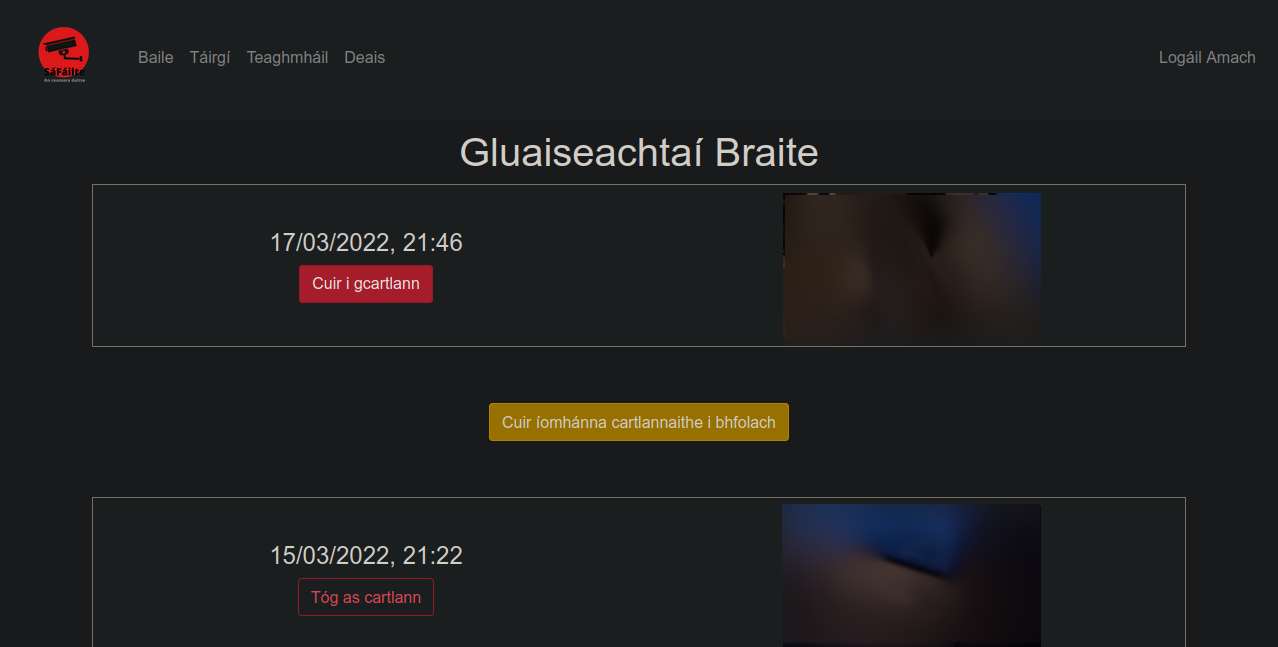 SáFáilte
Baile Táirgí Teaghmháil Deais Logáil Amach
Gluaiseachtaí Braite
17/03/2022, 21:46
Cuir i gcartlann
Cuir íomhánna cartlannaithe i bhfolach
15/03/2022, 21:22
Tóg as cartlann